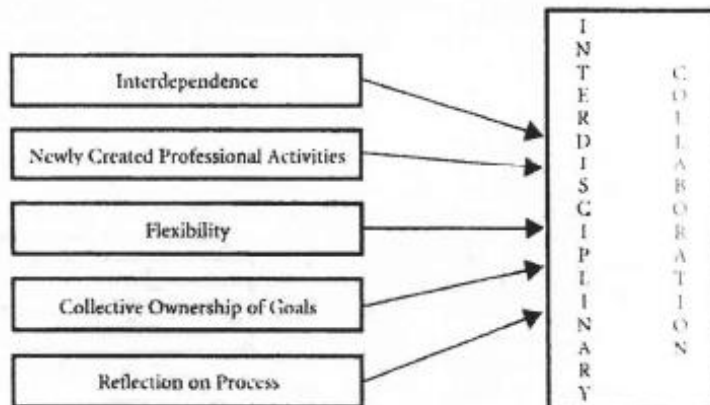 Interdependence
Newly Created Professional Activities
Flexibility
Collective Ownership of Goals
Reflection on Process
INTERDISCIPLINARY
COLLABORATION